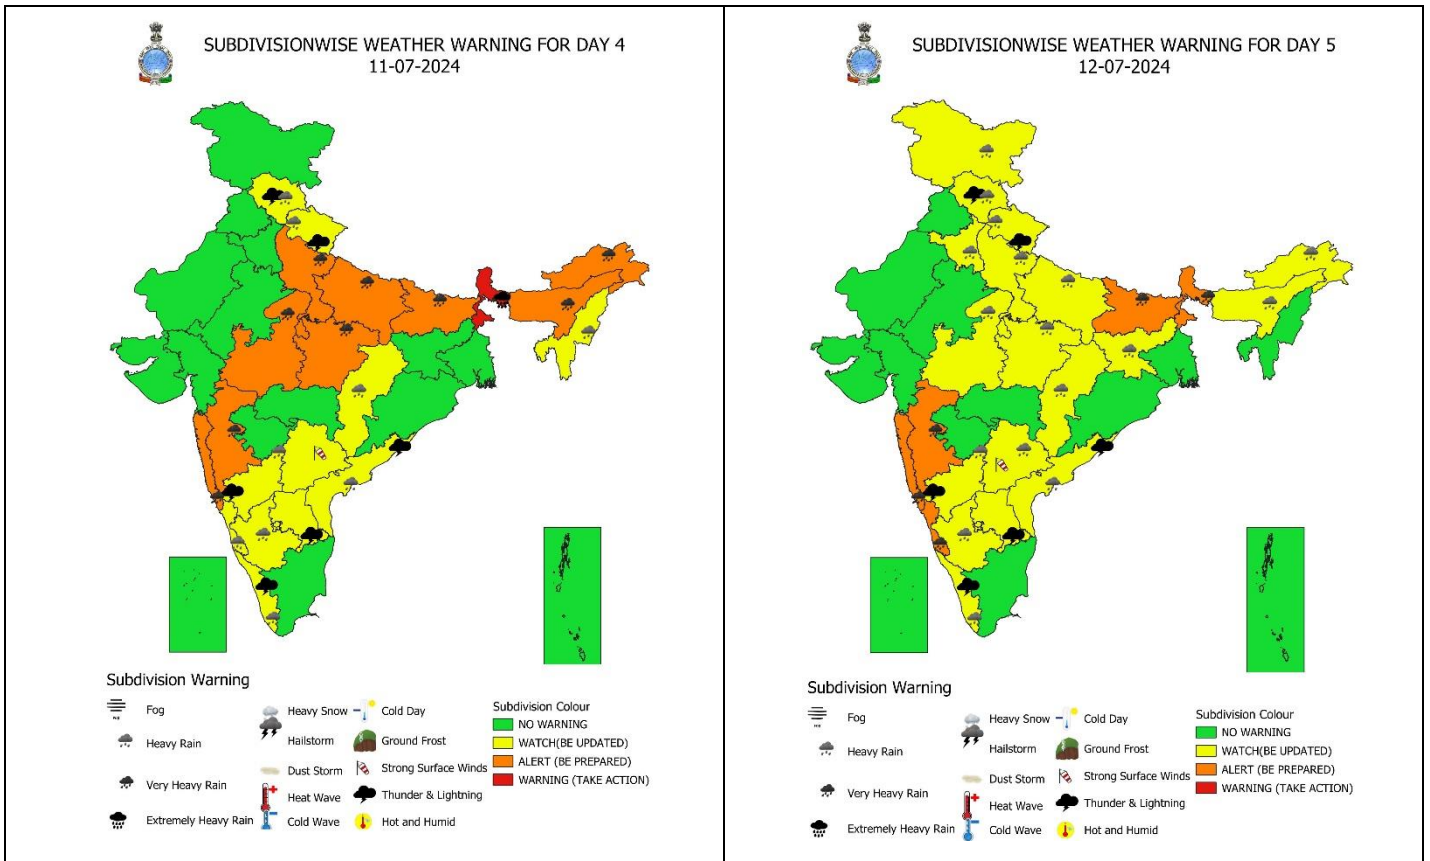 SUBDIVISIONWISE WEATHER WARNING FOR DAY 4
11-07-2024
Subdivision Warning
Fog
Heavy Rain
Very Heavy Rain
Extremely Heavy Rain
Heavy Snow
Hailstorm
Dust Storm
Heat Wave
Cold Wave
Cold Day
Ground Frost
Strong Surface Winds
Thunder & Lightning
Hot and Humid
Subdivision Colour
NO WARNING
WATCH(BE UPDATED)
ALERT (BE PREPARED)
WARNING (TAKE ACTION)
SUBDIVISIONWISE WEATHER WARNING FOR DAY 5
12-07-2024
Subdivision Warning
Fog
Heavy Rain
Very Heavy Rain
Extremely Heavy Rain
Heavy Snow
Hailstorm
Dust Storm
Heat Wave
Cold Wave
Cold Day
Ground Frost
Strong Surface Winds
Thunder & Lightning
Hot and Humid
Subdivision Colour
NO WARNING
WATCH(BE UPDATED)
ALERT (BE PREPARED)
WARNING (TAKE ACTION)